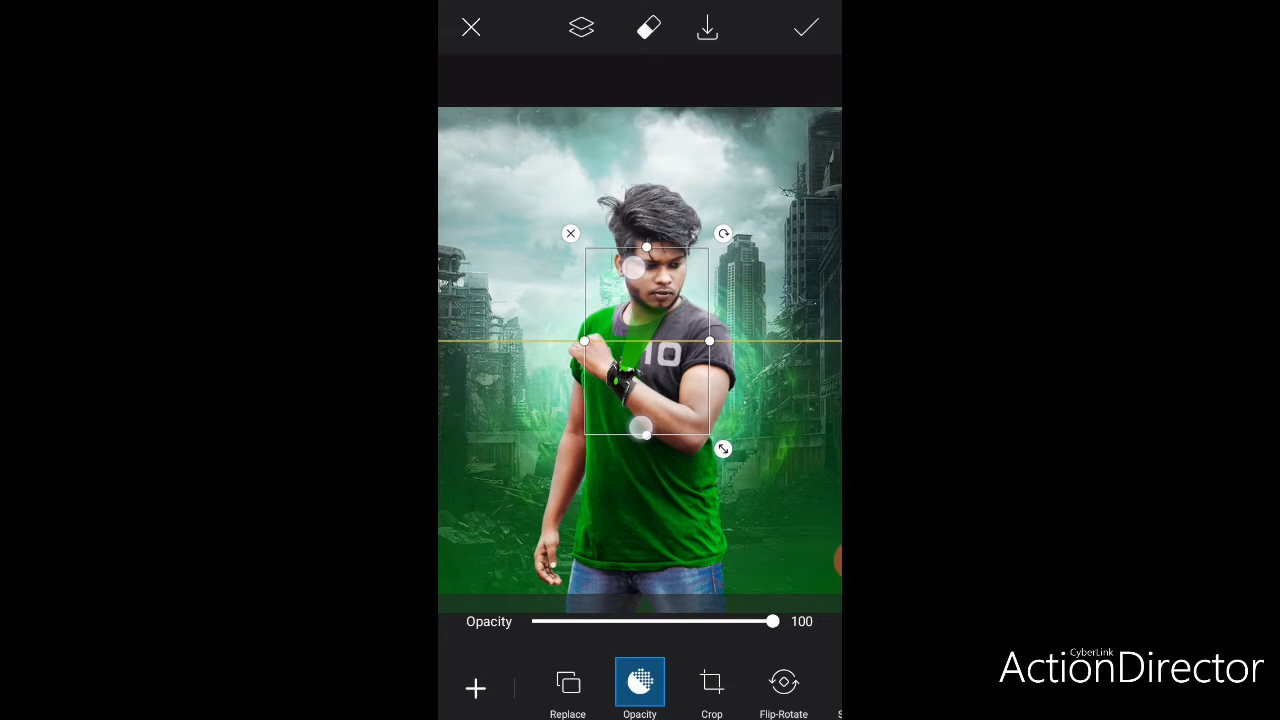 10
Opacity 100
Replace Opacity Crop Flip-Rotate S
CyberLink
ActionDirector